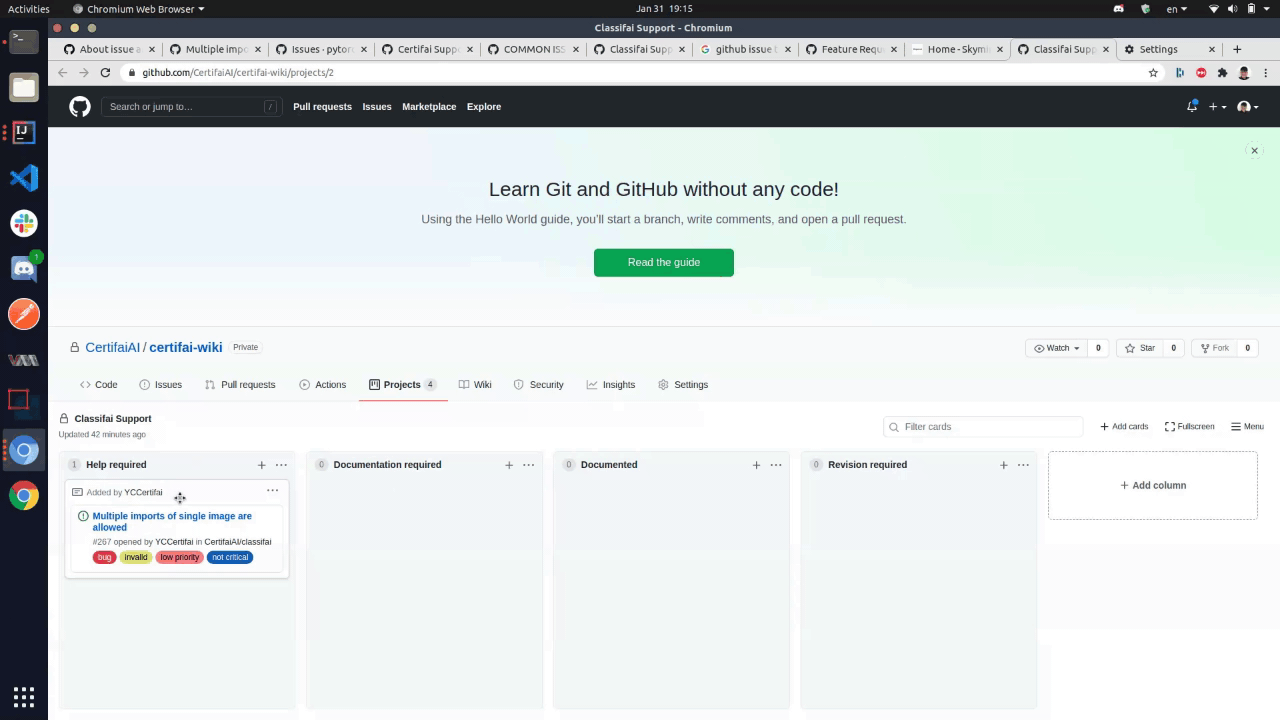 Activities
Chromium Web Browser
Jan 31 19:15
en
Classifai Support - Chromium
About issue a
Multiple impo
Issues · pytorc
Certifai Suppo
COMMON ISS
Classifai Supp
github issue t
Feature Requ
Home - Skymin
Classifai Supp
Settings
github.com/CertifaiAI/certifai-wiki/projects/2
Search or jump to…
/
Pull requests
Issues
Marketplace
Explore
Learn Git and GitHub without any code!
Using the Hello World guide, you'll start a branch, write comments, and open a pull request.
Read the guide
CertifaiAI / certifai-wiki
Private
Watch
0
Star
0
Fork
0
Code
Issues
Pull requests
Actions
Projects 4
Wiki
Security
Insights
Settings
Classifai Support
Updated 42 minutes ago
Filter cards
Add cards
Fullscreen
Menu
1 Help required
0 Documentation required
0 Documented
0 Revision required
Add column
Added by YCCertifai
Multiple imports of single image are
allowed
#267 opened by YCCertifai in CertifaiAI/classifai
bug
invalid
low priority
not critical
1
IJ